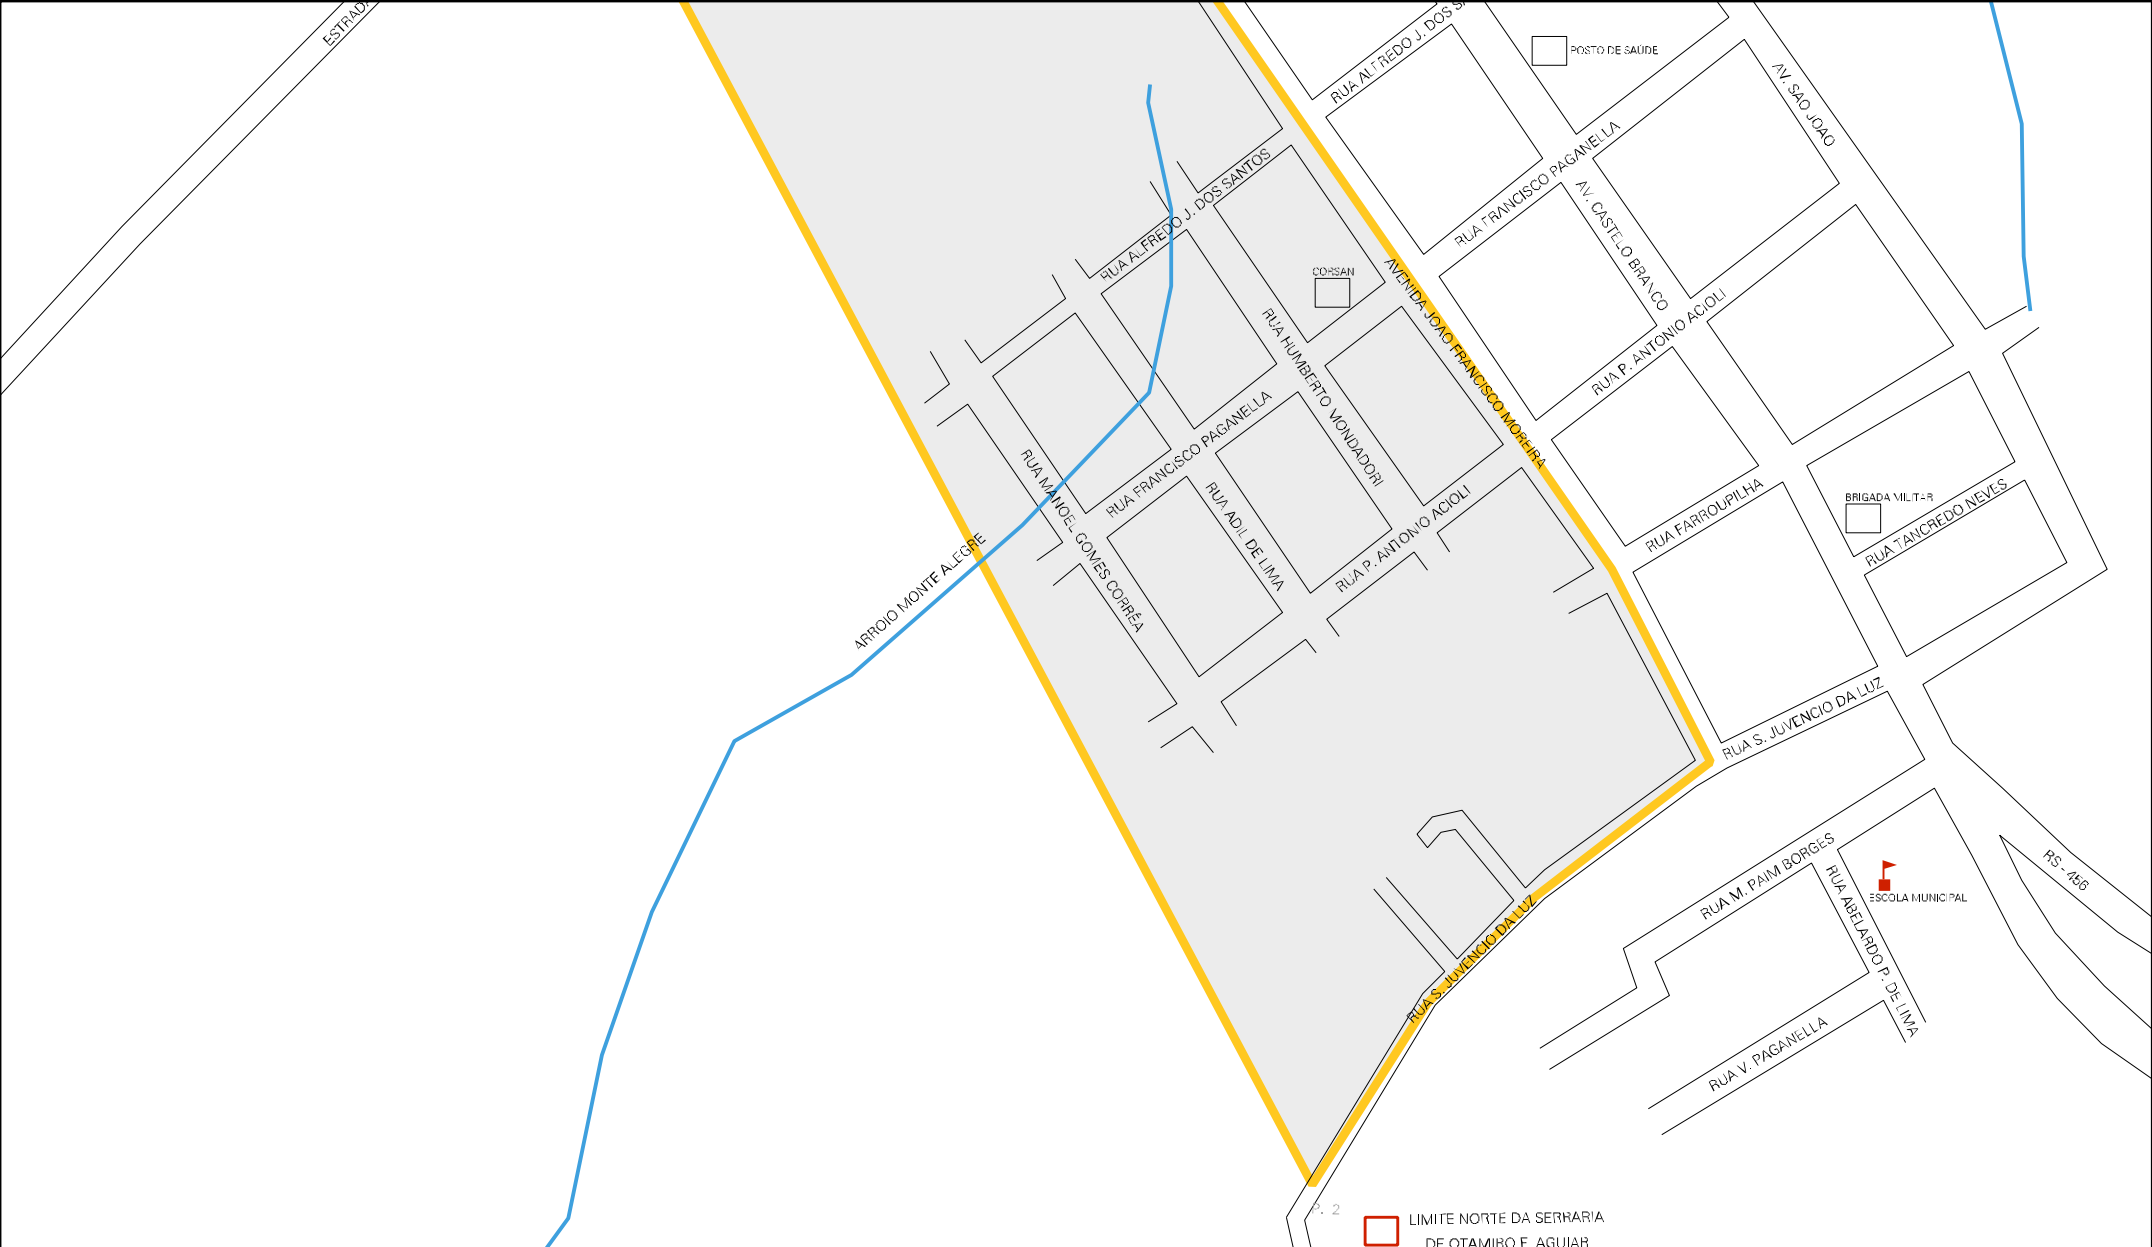 ESTRADA
RUA ALFREDO J. DOS
POSTO DE SAÚDE
AV. SAO JOAO
RUA FRANCISCO PAGANELLA
RUA ALFREDO J. DOS SANTOS
AV. CASTELO BRANCO
CORSAN
AVENIDA JOAO FRANCISCO MOREIRA
RUA P. ANTONIO ACIOLI
RUA HUMBERTO MONDADORI
RUA FRANCISCO PAGANELLA
RUA MANOEL GOMES CORRÊA
RUA ADIL DE LIMA
RUA P. ANTONIO ACIOLI
RUA FARROUPILHA
BRIGADA MILITAR
RUA TANCREDO NEVES
ARROIO MONTE ALEGRE
RUA S. JUVENCIO DA LUZ
RUA M. PAIM BORGES
RS - 456
ESCOLA MUNICIPAL
RUA ABELARDO P. DE LIMA
RUA S. JUVENCIO DA LUZ
RUA V. PAGANELLA
P. 2
LIMITE NORTE DA SERRARIA
DE OTAMIRO F. AGUIAR